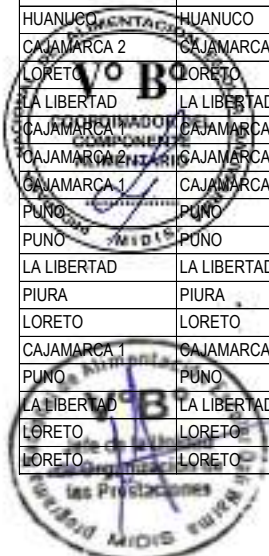 HUANUCO HUANUCO
CAJAMARCA 2 CAJAMARCA
LORETO LORETO
LA LIBERTAD LA LIBERTAD
CAJAMARCA 1 CAJAMARCA
CAJAMARCA 2 CAJAMARCA
CAJAMARCA 1 CAJAMARCA
PUNO PUNO
PUNO PUNO
LA LIBERTAD LA LIBERTAD
PIURA PIURA
LORETO LORETO
CAJAMARCA 1 CAJAMARCA
PUNO PUNO
LA LIBERTAD LA LIBERTAD
LORETO LORETO
LORETO LORETO
V° B°
COORDINADOR DEL
COMPONENTE
ALIMENTARIO
MIDIS
V° B°
las Prestaciones
MIDIS